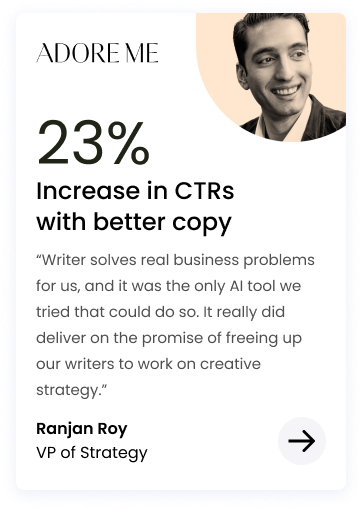 ADORE ME
23%
Increase in CTRs
with better copy
“Writer solves real business problems
for us, and it was the only AI tool we
tried that could do so. It really did
deliver on the promise of freeing up
our writers to work on creative
strategy.”
Ranjan Roy
VP of Strategy